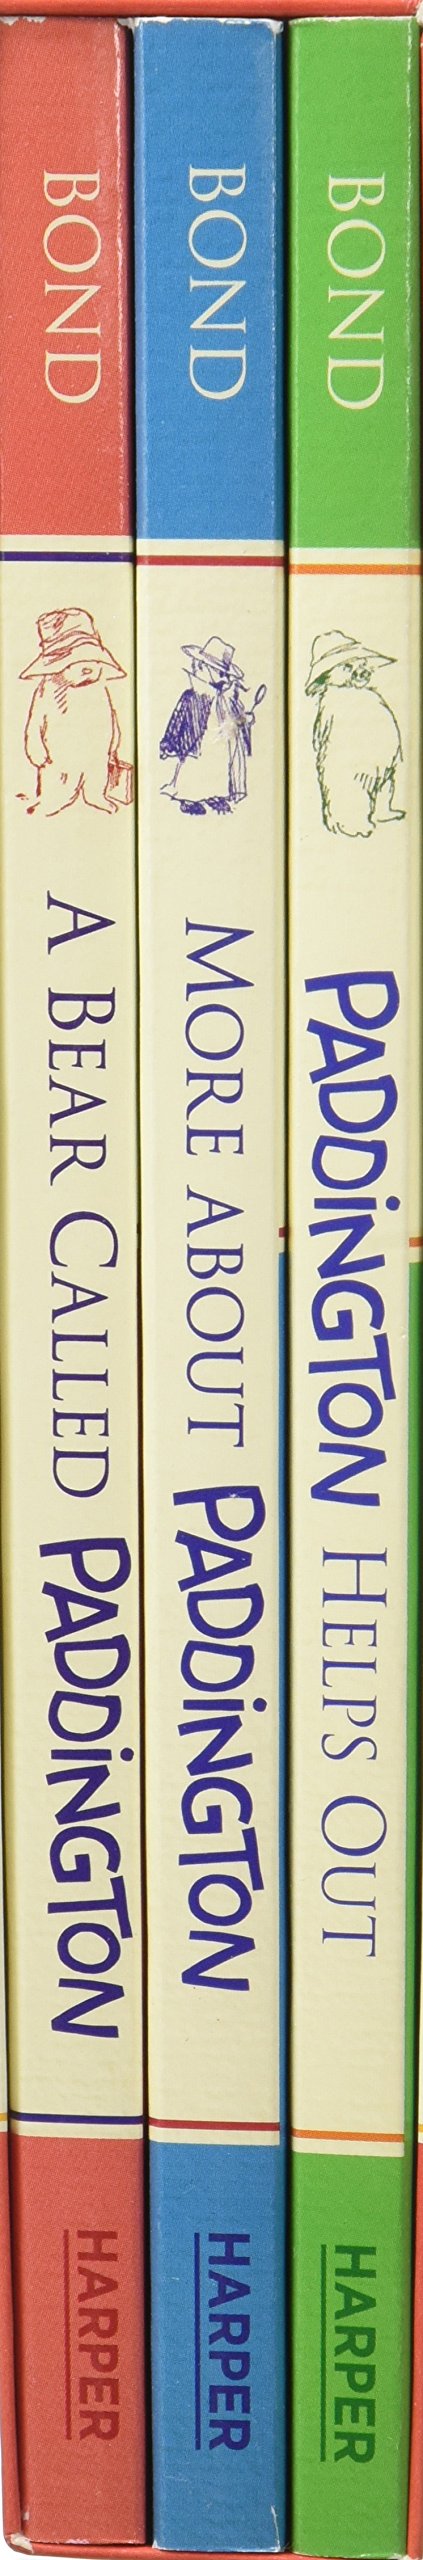 BOND
A BEAR CALLED PADDINGTON
HARPER
BOND
MORE ABOUT PADDINGTON
HARPER
BOND
PADDINGTON HELPS OUT
HARPER